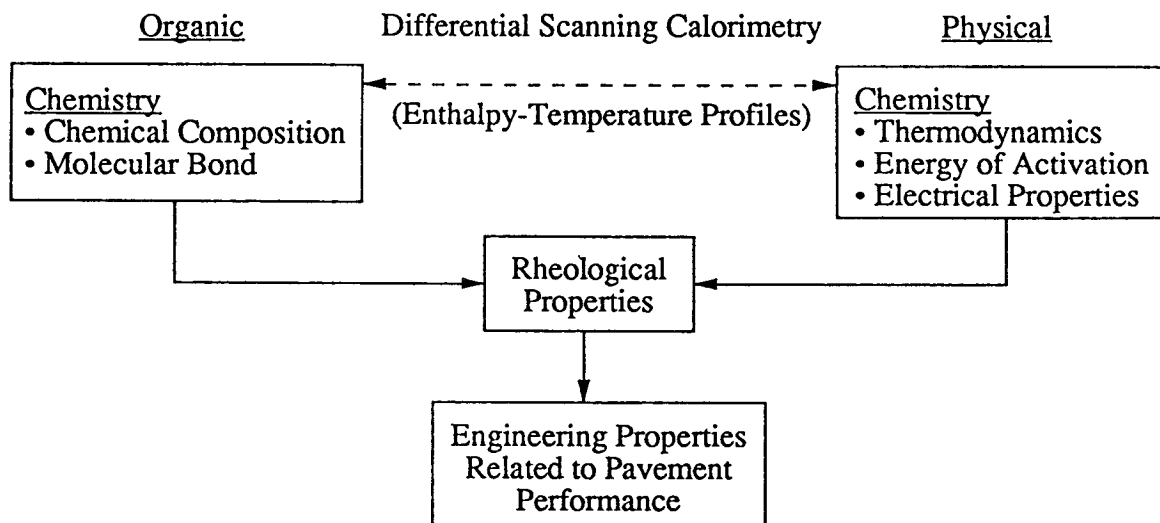 Organic
Differential Scanning Calorimetry
Physical
Chemistry
• Chemical Composition
• Molecular Bond
(Enthalpy-Temperature Profiles)
Chemistry
• Thermodynamics
• Energy of Activation
• Electrical Properties
Rheological
Properties
Engineering Properties
Related to Pavement
Performance